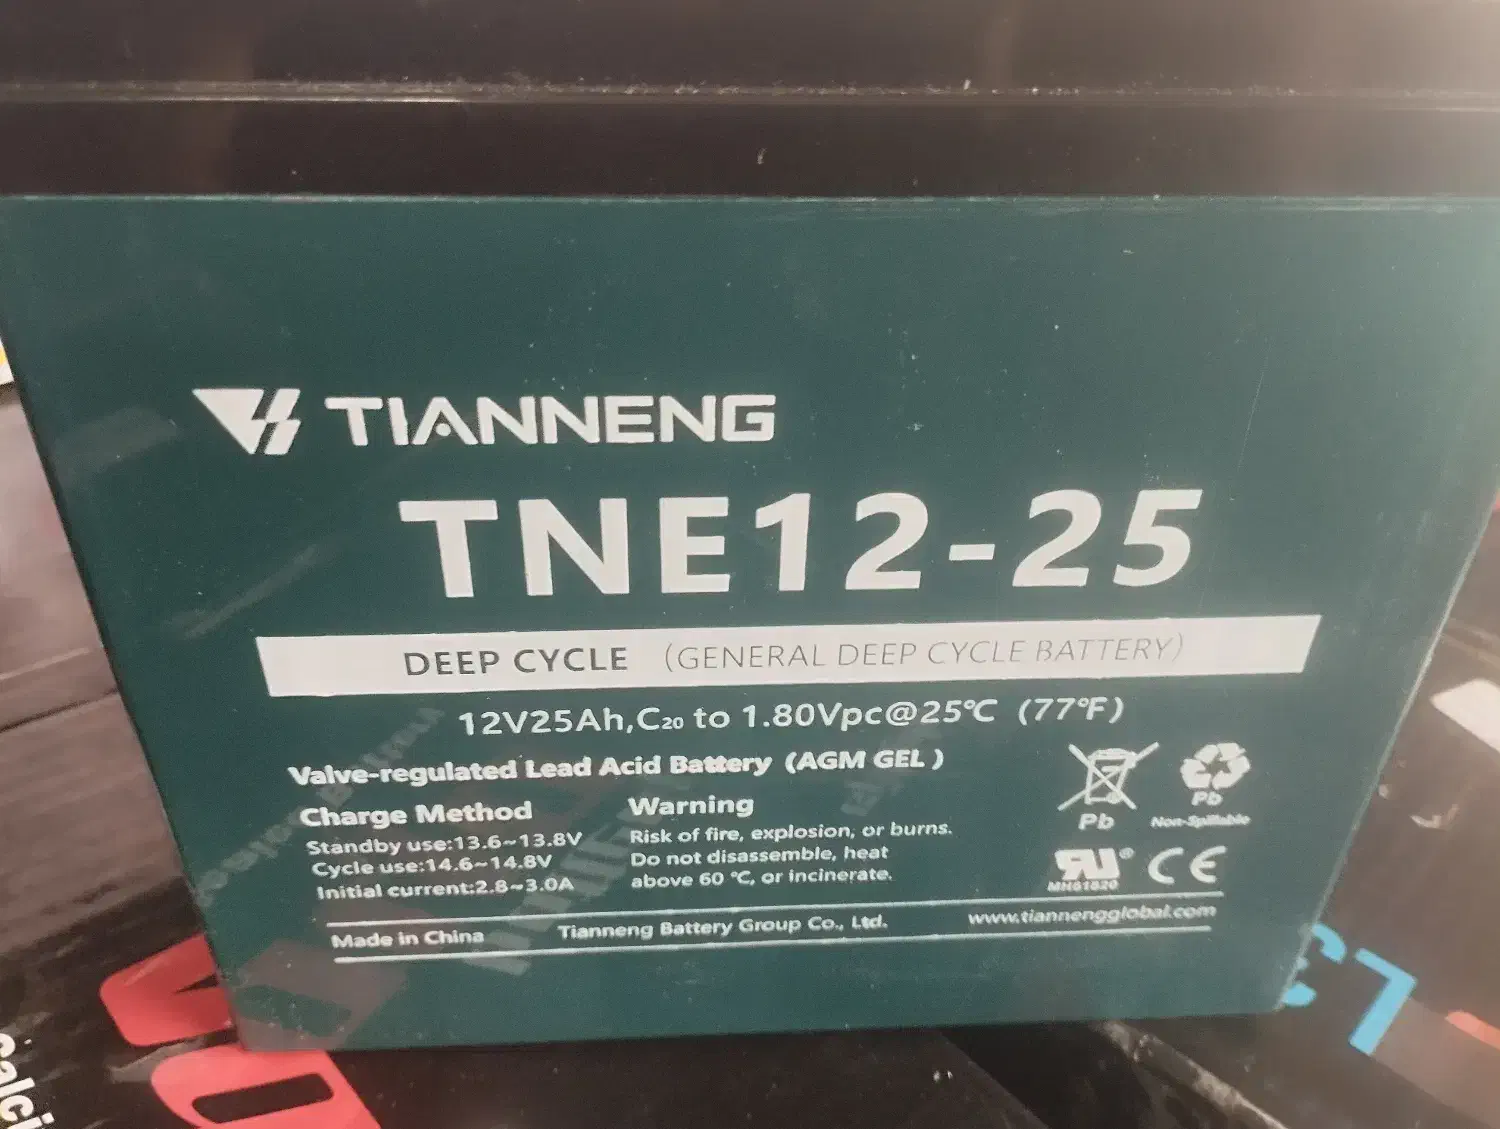 TIANNENG
TNE12-25
DEEP CYCLE (GENERAL DEEP CYCLE BATTERY)
12V25Ah,C20 to 1.80Vpc@25℃ (77℉)
Valve-regulated Lead Acid Battery (AGM GEL )
Charge Method
Standby use:13.6~13.8V
Cycle use:14.6~14.8V
Initial current:2.8~3.0A
Warning
Risk of fire, explosion, or burns.
Do not disassemble, heat
above 60 ℃, or incinerate.
Pb
Pb
Non-Spillable
RU® CE
MH61820
Made in China Tianneng Battery Group Co., Ltd. www.tiannengglobal.com
calci